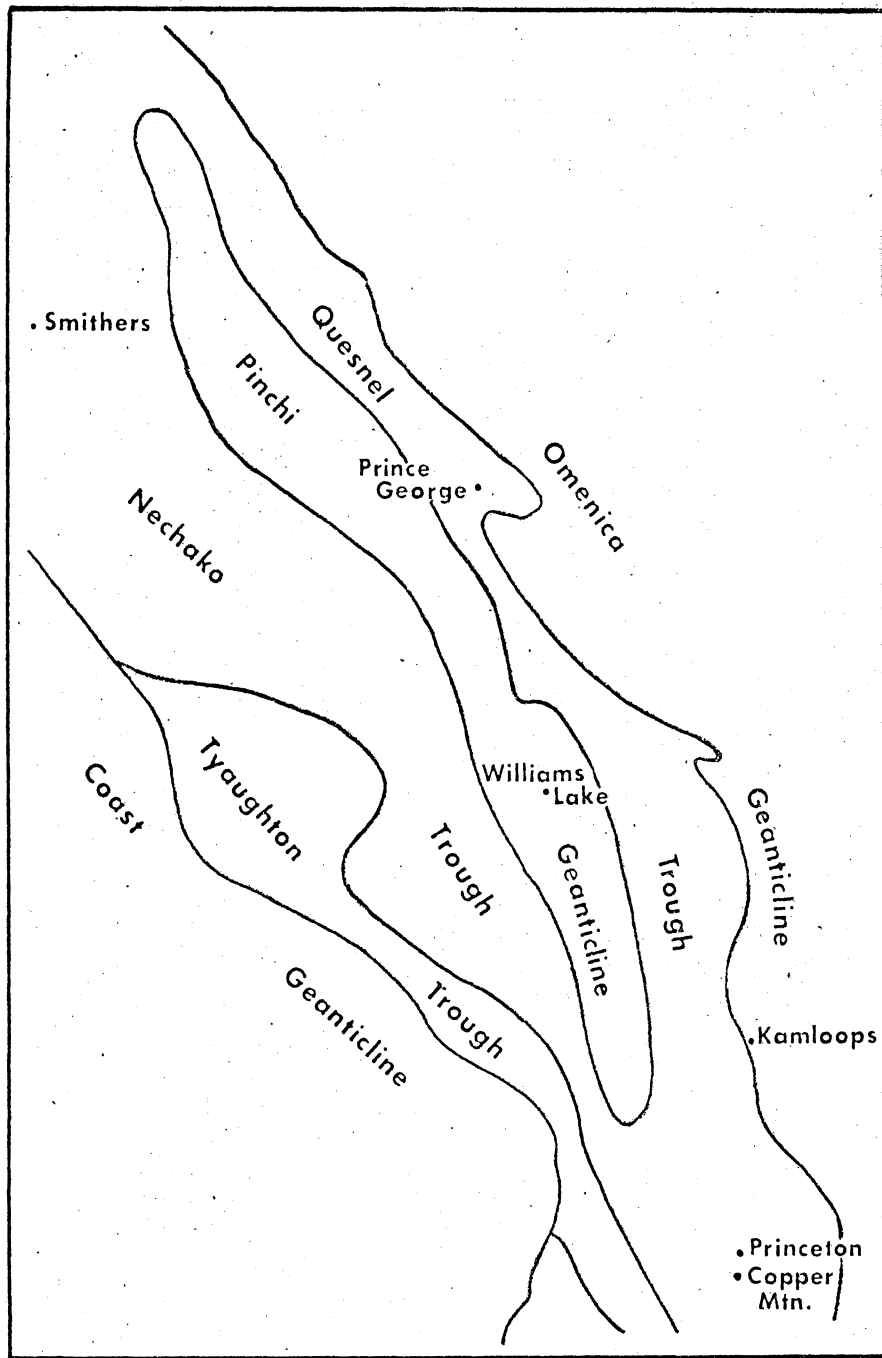 Smithers
Quesnel
Pinchi
Prince
George
Omenica
Nechako
Tyaughton
Coast
Williams
Lake
Trough
Geanticline
Trough
Geanticline
Geanticline
Trough
Kamloops
Princeton
Copper
Mtn.